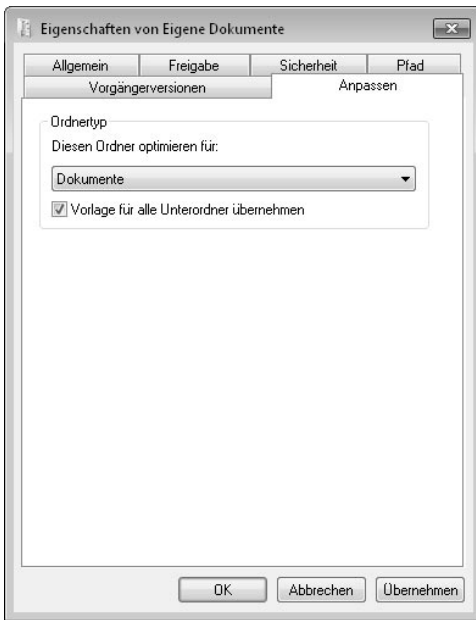 Eigenschaften von Eigene Dokumente
Allgemein Freigabe Sicherheit Pfad
Vorgängerversionen Anpassen
Ordnertyp
Diesen Ordner optimieren für:
Dokumente
Vorlage für alle Unterordner übernehmen
OK Abbrechen Übernehmen